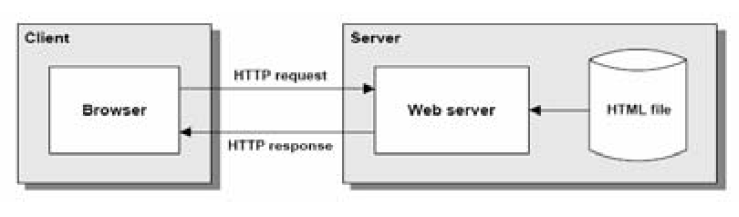 Client
Server
HTTP request
Browser
Web server
HTML file
HTTP response